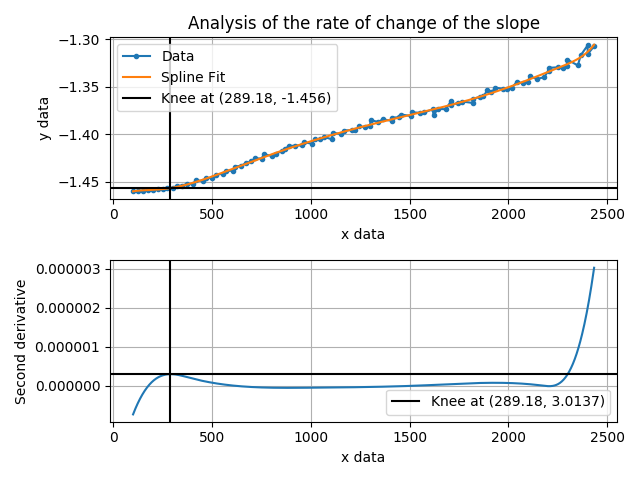 Analysis of the rate of change of the slope
−1.30
−1.35
−1.40
−1.45
y data
Data
Spline Fit
Knee at (289.18, -1.456)
0
500
1000
1500
2000
2500
x data
0.000003
0.000002
0.000001
0.000000
Second derivative
Knee at (289.18, 3.0137)
0
500
1000
1500
2000
2500
x data